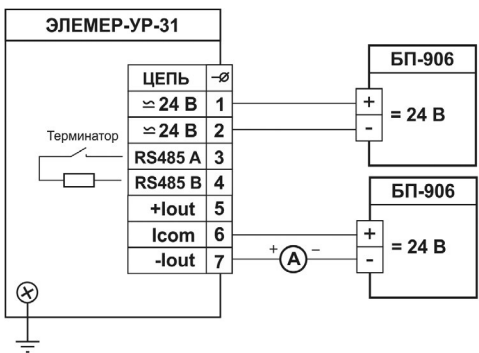 ЭЛЕМЕР-УР-31
ЦЕПЬ
≃ 24 В 1
≃ 24 В 2
Терминатор
RS485 A 3
RS485 B 4
+Iout 5
Icom 6
-Iout 7
БП-906
+
-
= 24 В
БП-906
+
-
= 24 В
+ A −